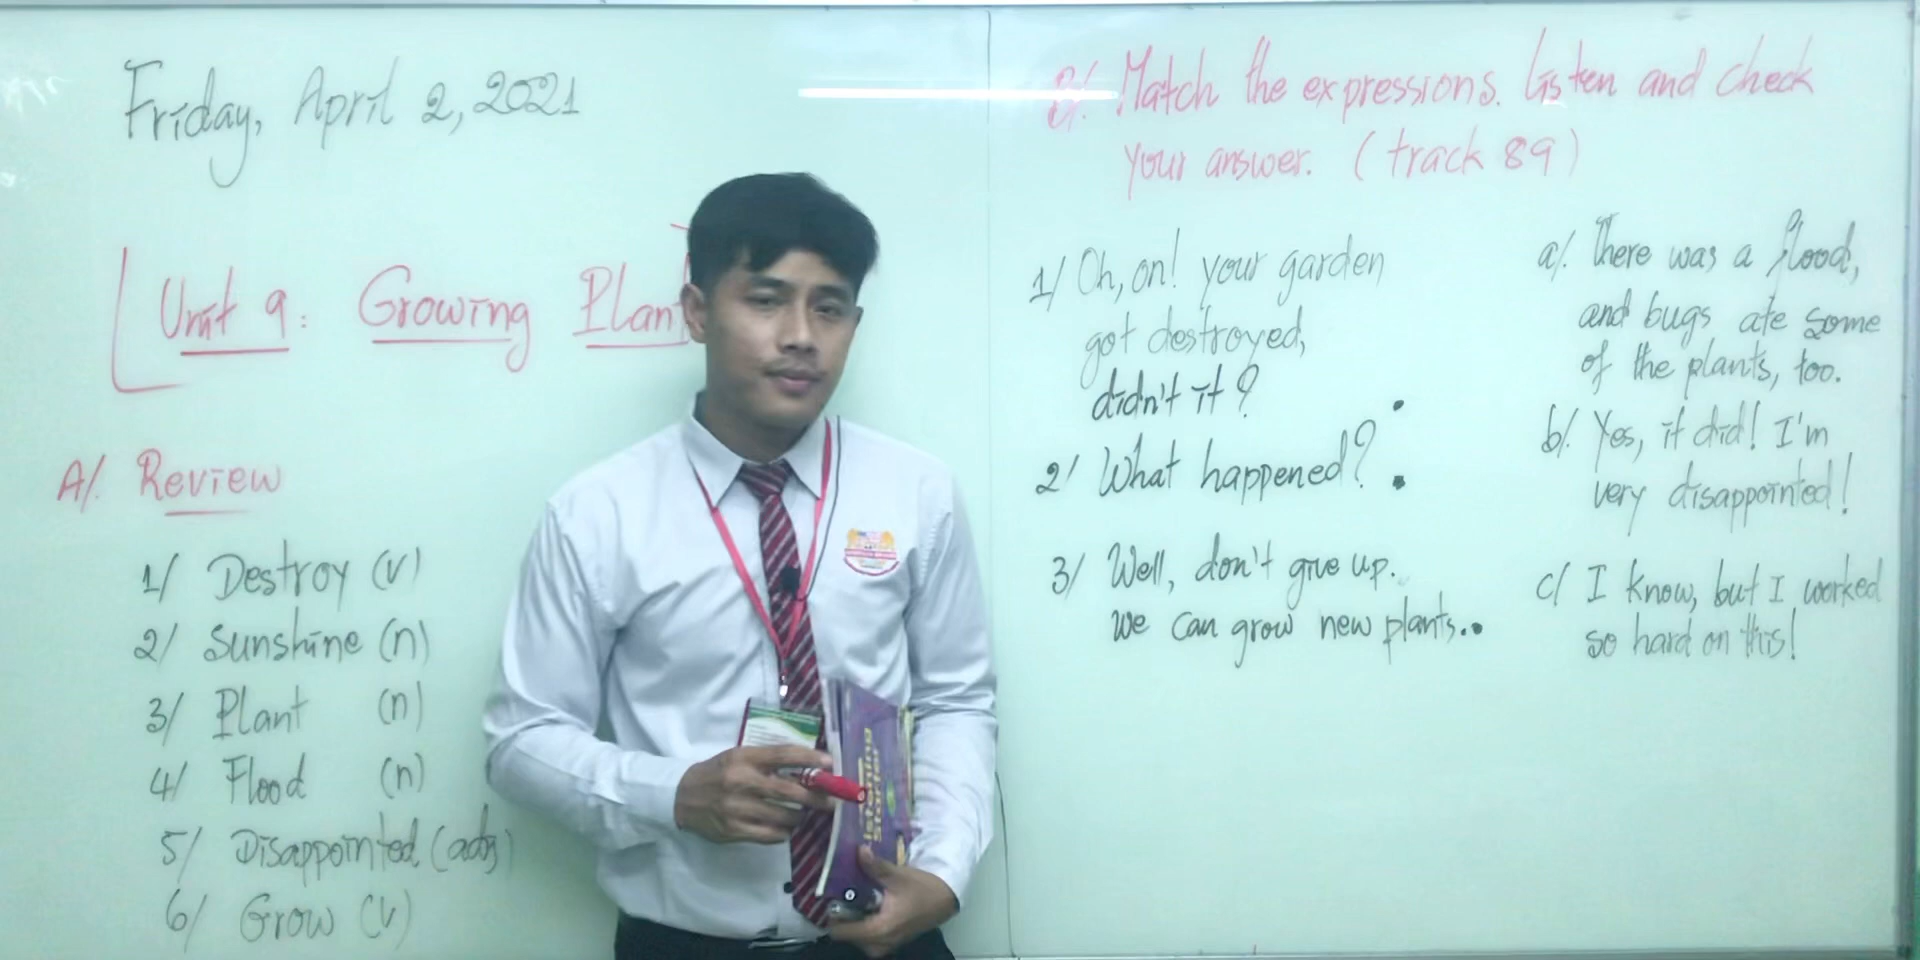 Friday, April 2, 2021
Unit 9: Growing Plant
A/. Review
1/ Destroy (v)
2/ Sunshine (n)
3/ Plant (n)
4/ Flood (n)
5/ Disappointed (adj)
6/ Grow (v)
B/. Match the expressions. Listen and check
your answer. (track 89)
1/ Oh, on! your garden
got destroyed,
didn't it?
2/ What happened?
3/ Well, don't give up.
we can grow new plants.
a/. There was a flood,
and bugs ate some
of the plants, too.
b/. Yes, it did! I'm
very disappointed!
c/ I know, but I worked
so hard on this!
Listening
Starter